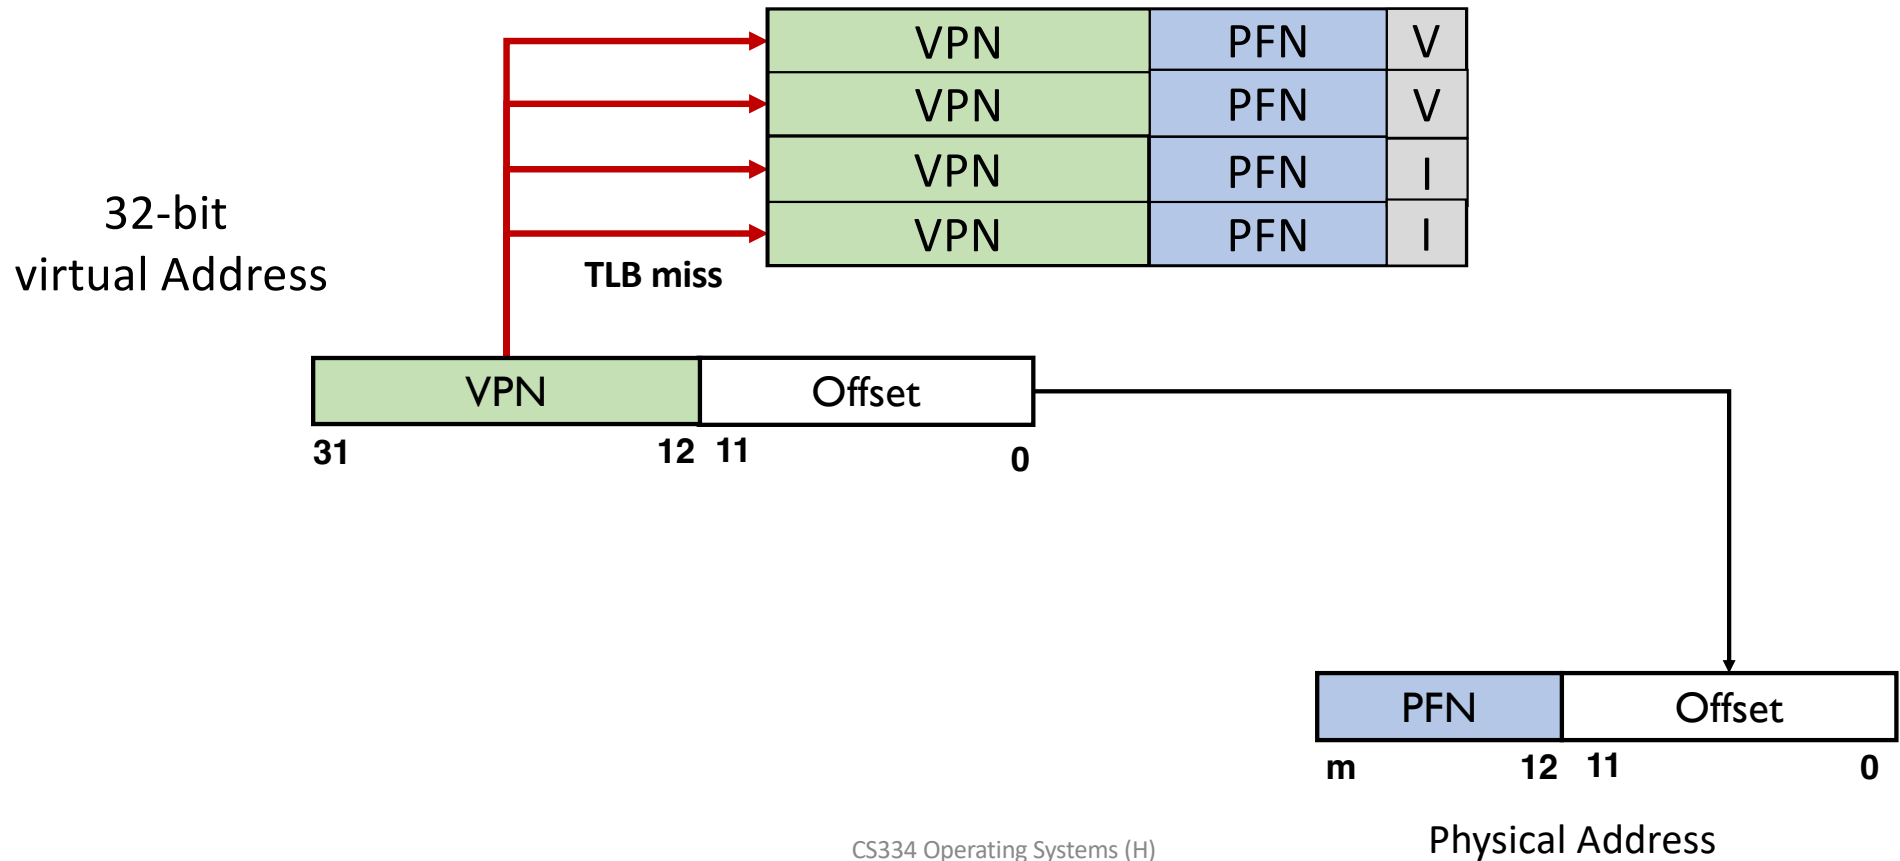 VPN PFN V
VPN PFN V
VPN PFN I
VPN PFN I
32-bit
virtual Address
TLB miss
VPN Offset
31 12 11 0
PFN Offset
m 12 11 0
Physical Address
CS334 Operating Systems (H)